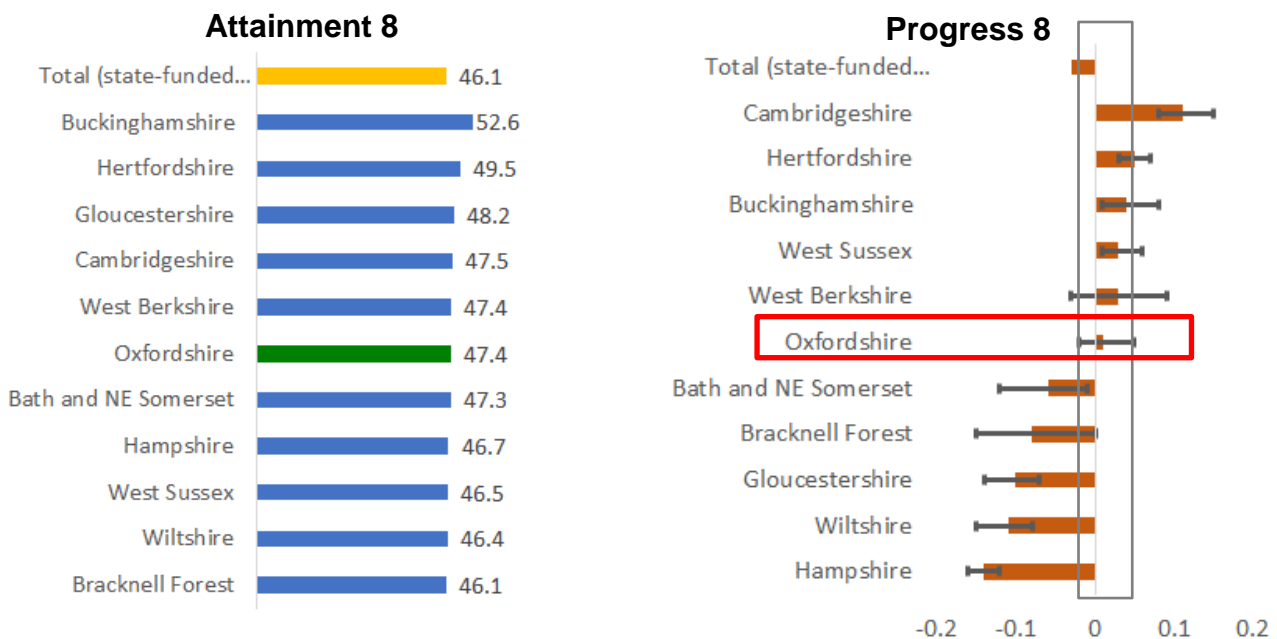 Attainment 8
Total (state-funded... 46.1
Buckinghamshire 52.6
Hertfordshire 49.5
Gloucestershire 48.2
Cambridgeshire 47.5
West Berkshire 47.4
Oxfordshire 47.4
Bath and NE Somerset 47.3
Hampshire 46.7
West Sussex 46.5
Wiltshire 46.4
Bracknell Forest 46.1
Progress 8
Total (state-funded...
Cambridgeshire
Hertfordshire
Buckinghamshire
West Sussex
West Berkshire
Oxfordshire
Bath and NE Somerset
Bracknell Forest
Gloucestershire
Wiltshire
Hampshire
-0.2 -0.1 0 0.1 0.2